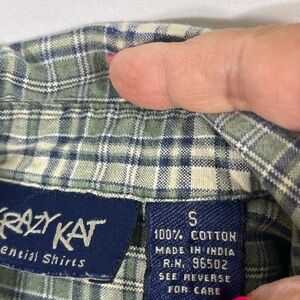 KRAZY KAT
ential Shirts
S
100% COTTON
MADE IN INDIA
R.N. 96502
SEE REVERSE
FOR CARE